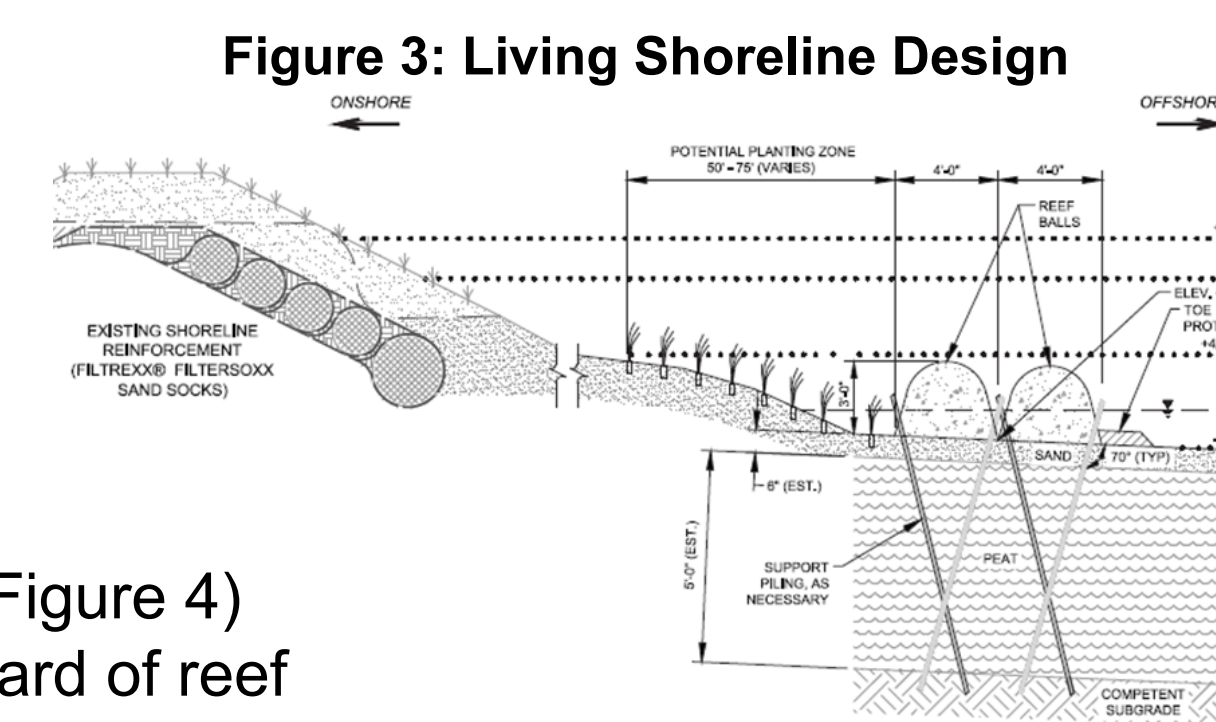 Figure 3: Living Shoreline Design
ONSHORE
OFFSHOR
POTENTIAL PLANTING ZONE
50' - 75' (VARIES)
4'-0"
4'-0"
REEF
BALLS
ELEV.
TOE
PROT
+4
EXISTING SHORELINE
REINFORCEMENT
(FILTREXX® FILTERSOXX
SAND SOCKS)
3'-0"
SAND
70° (TYP)
6" (EST.)
5'-0" (EST.)
SUPPORT
PILING, AS
NECESSARY
PEAT
COMPETENT
SUBGRADE
Figure 4)
ard of reef